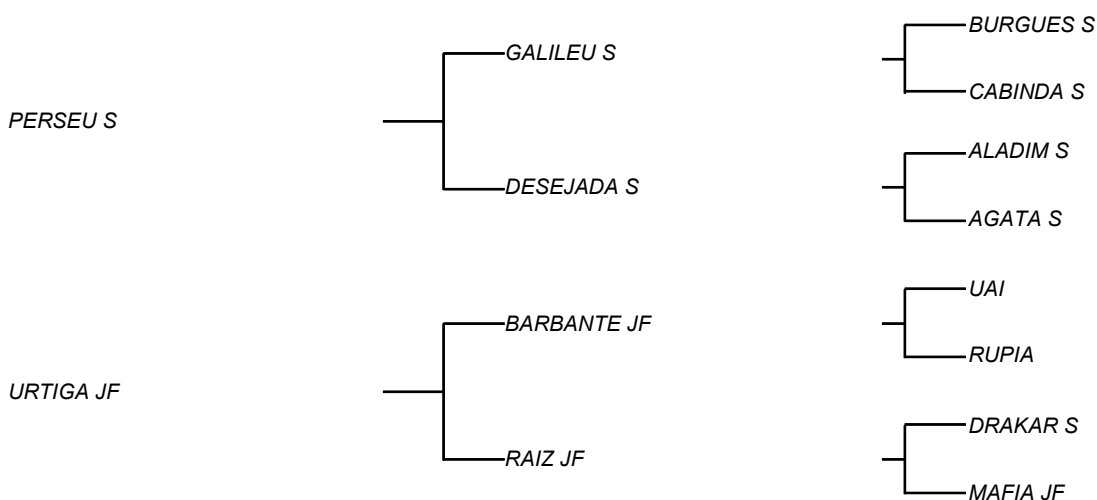 BURGUES S
GALILEU S
CABINDA S
PERSEU S
ALADIM S
DESEJADA S
AGATA S
UAI
BARBANTE JF
RUPIA
URTIGA JF
DRAKAR S
RAIZ JF
MAFIA JF